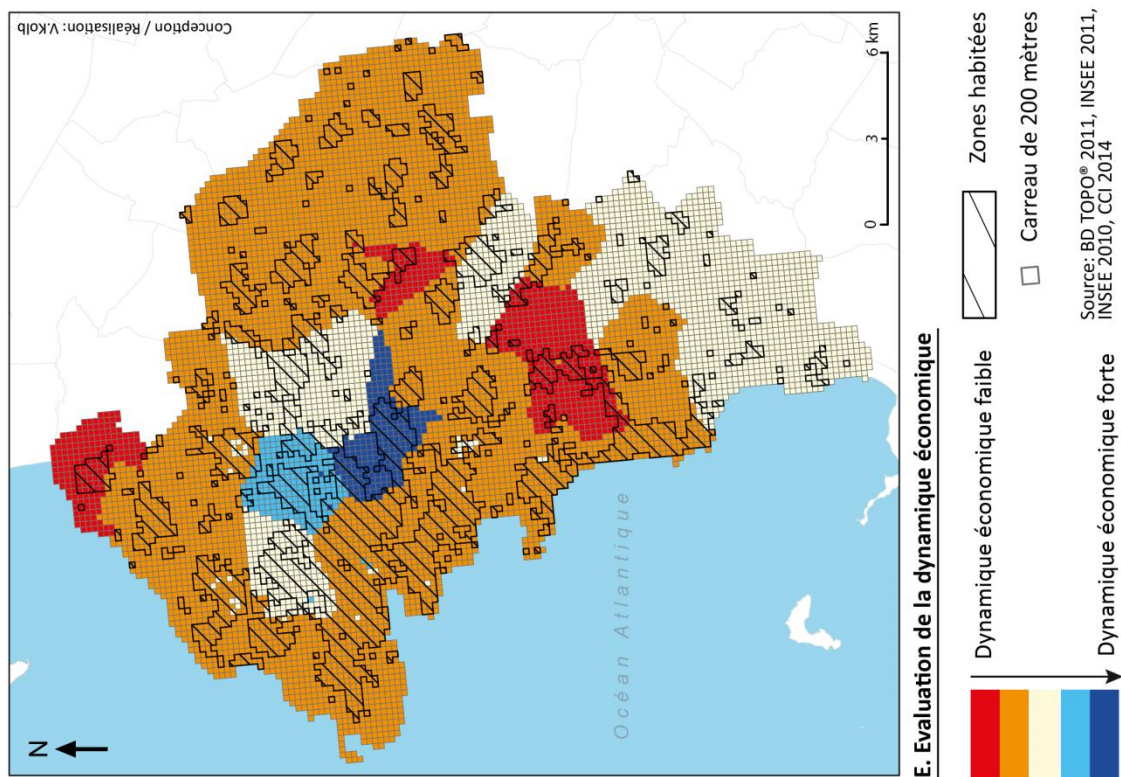 Conception / Réalisation: V.Kolb
N
Océan Atlantique
0 3 6 km
E. Evaluation de la dynamique économique
Dynamique économique faible
Dynamique économique forte
Zones habitées
Carreau de 200 mètres
Source: BD TOPO® 2011, INSEE 2011,
INSEE 2010, CCI 2014